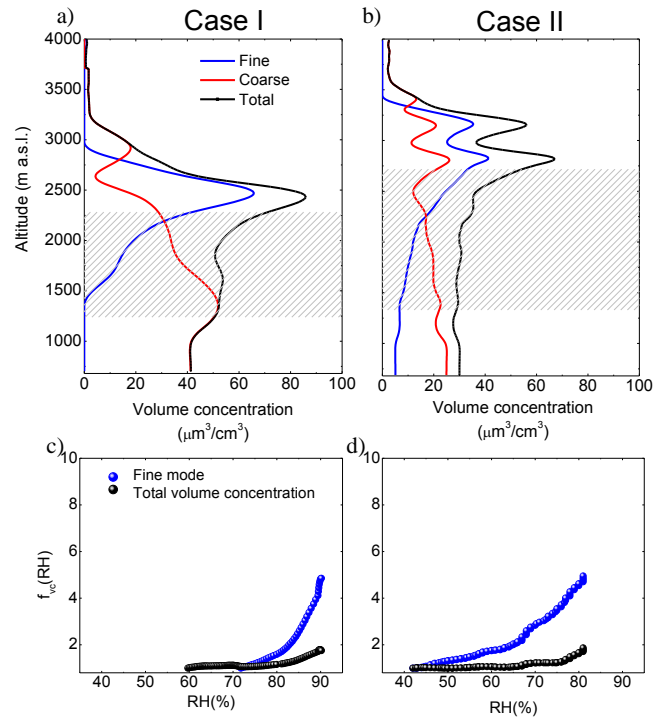 a)
Case I
b)
Case II
4000
3500
3000
2500
2000
1500
1000
Altitude (m a.s.l.)
Fine
Coarse
Total
0 20 40 60 80 100
0 20 40 60 80 100
Volume concentration
(μm³/cm³)
Volume concentration
(μm³/cm³)
c)
d)
10
8
6
4
2
f_vc(RH)
Fine mode
Total volume concentration
10
8
6
4
2
40 50 60 70 80 90
40 50 60 70 80 90
RH(%)
RH(%)